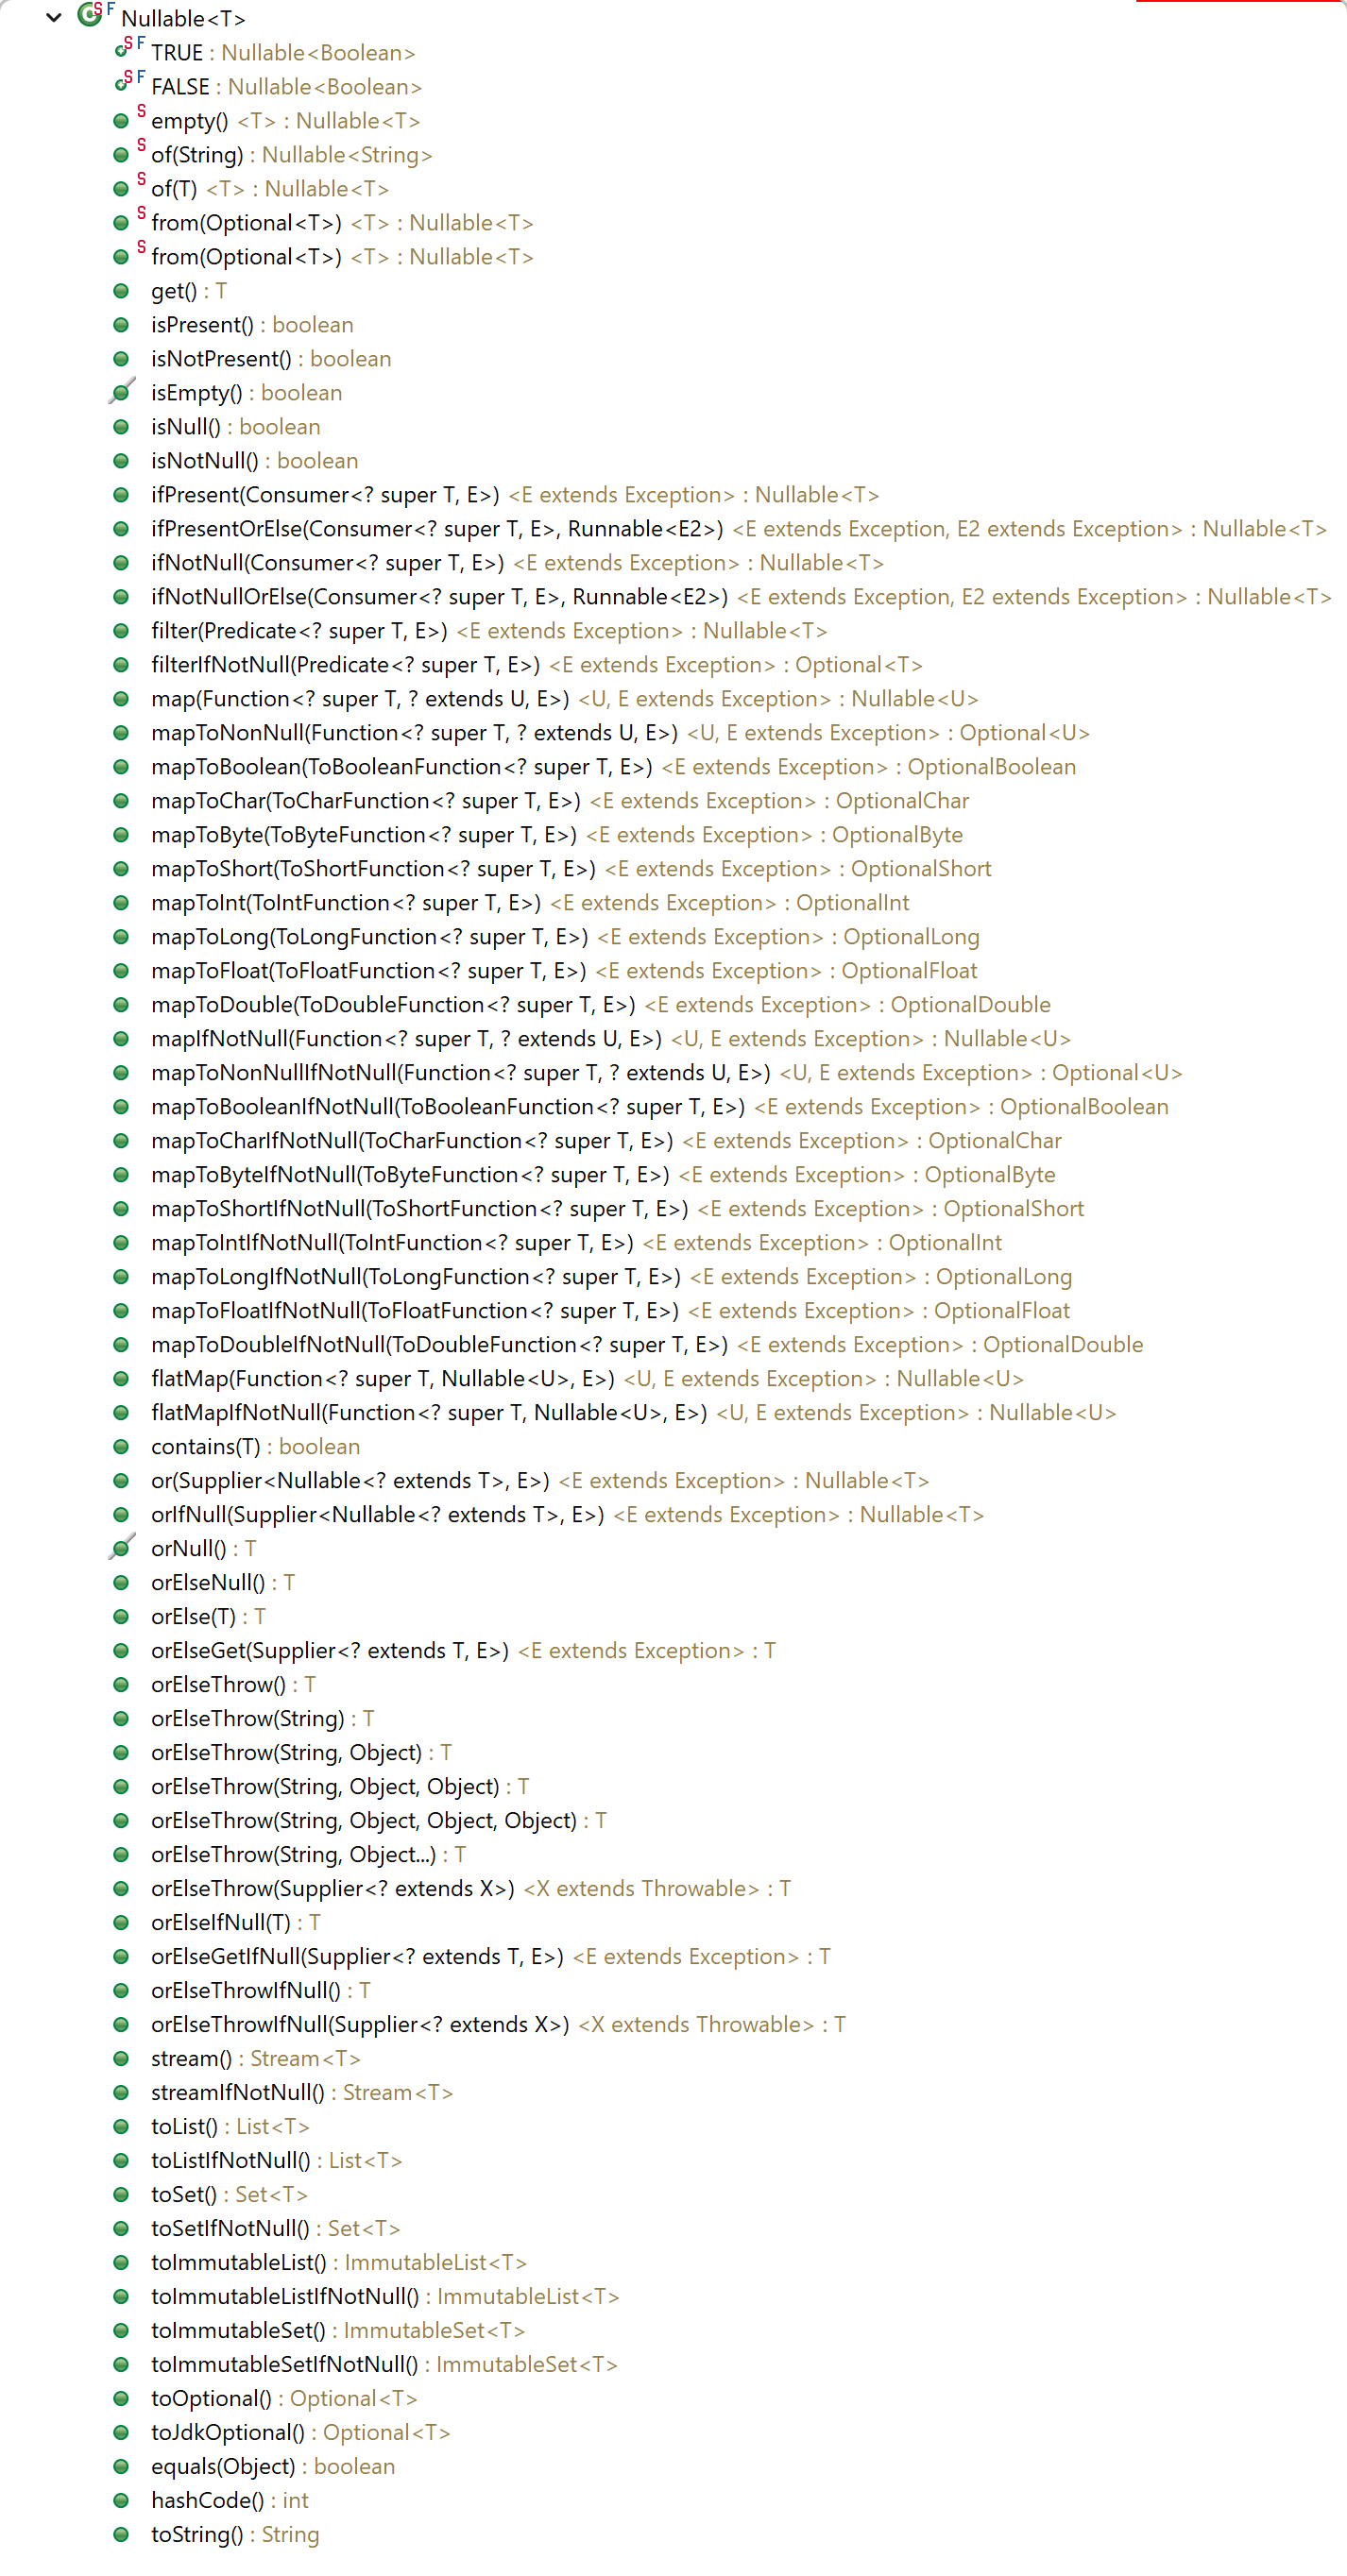 Nullable<T>
TRUE : Nullable<Boolean>
FALSE : Nullable<Boolean>
empty() <T> : Nullable<T>
of(String) : Nullable<String>
of(T) <T> : Nullable<T>
from(Optional<T>) <T> : Nullable<T>
from(Optional<T>) <T> : Nullable<T>
get() : T
isPresent() : boolean
isNotPresent() : boolean
isEmpty() : boolean
isNull() : boolean
isNotNull() : boolean
ifPresent(Consumer<? super T, E>) <E extends Exception> : Nullable<T>
ifPresentOrElse(Consumer<? super T, E>, Runnable<E2>) <E extends Exception, E2 extends Exception> : Nullable<T>
ifNotNull(Consumer<? super T, E>) <E extends Exception> : Nullable<T>
ifNotNullOrElse(Consumer<? super T, E>, Runnable<E2>) <E extends Exception, E2 extends Exception> : Nullable<T>
filter(Predicate<? super T, E>) <E extends Exception> : Nullable<T>
filterIfNotNull(Predicate<? super T, E>) <E extends Exception> : Optional<T>
map(Function<? super T, ? extends U, E>) <U, E extends Exception> : Nullable<U>
mapToNonNull(Function<? super T, ? extends U, E>) <U, E extends Exception> : Optional<U>
mapToBoolean(ToBooleanFunction<? super T, E>) <E extends Exception> : OptionalBoolean
mapToChar(ToCharFunction<? super T, E>) <E extends Exception> : OptionalChar
mapToByte(ToByteFunction<? super T, E>) <E extends Exception> : OptionalByte
mapToShort(ToShortFunction<? super T, E>) <E extends Exception> : OptionalShort
mapToInt(ToIntFunction<? super T, E>) <E extends Exception> : OptionalInt
mapToLong(ToLongFunction<? super T, E>) <E extends Exception> : OptionalLong
mapToFloat(ToFloatFunction<? super T, E>) <E extends Exception> : OptionalFloat
mapToDouble(ToDoubleFunction<? super T, E>) <E extends Exception> : OptionalDouble
mapIfNotNull(Function<? super T, ? extends U, E>) <U, E extends Exception> : Nullable<U>
mapToNonNullIfNotNull(Function<? super T, ? extends U, E>) <U, E extends Exception> : Optional<U>
mapToBooleanIfNotNull(ToBooleanFunction<? super T, E>) <E extends Exception> : OptionalBoolean
mapToCharIfNotNull(ToCharFunction<? super T, E>) <E extends Exception> : OptionalChar
mapToByteIfNotNull(ToByteFunction<? super T, E>) <E extends Exception> : OptionalByte
mapToShortIfNotNull(ToShortFunction<? super T, E>) <E extends Exception> : OptionalShort
mapToIntIfNotNull(ToIntFunction<? super T, E>) <E extends Exception> : OptionalInt
mapToLongIfNotNull(ToLongFunction<? super T, E>) <E extends Exception> : OptionalLong
mapToFloatIfNotNull(ToFloatFunction<? super T, E>) <E extends Exception> : OptionalFloat
mapToDoubleIfNotNull(ToDoubleFunction<? super T, E>) <E extends Exception> : OptionalDouble
flatMap(Function<? super T, Nullable<U>, E>) <U, E extends Exception> : Nullable<U>
flatMapIfNotNull(Function<? super T, Nullable<U>, E>) <U, E extends Exception> : Nullable<U>
contains(T) : boolean
or(Supplier<Nullable<? extends T>, E>) <E extends Exception> : Nullable<T>
orIfNull(Supplier<Nullable<? extends T>, E>) <E extends Exception> : Nullable<T>
orNull() : T
orElseNull() : T
orElse(T) : T
orElseGet(Supplier<? extends T, E>) <E extends Exception> : T
orElseThrow() : T
orElseThrow(String) : T
orElseThrow(String, Object) : T
orElseThrow(String, Object, Object) : T
orElseThrow(String, Object, Object, Object) : T
orElseThrow(String, Object...) : T
orElseThrow(Supplier<? extends X>) <X extends Throwable> : T
orElseIfNull(T) : T
orElseGetIfNull(Supplier<? extends T, E>) <E extends Exception> : T
orElseThrowIfNull() : T
orElseThrowIfNull(Supplier<? extends X>) <X extends Throwable> : T
stream() : Stream<T>
streamIfNotNull() : Stream<T>
toList() : List<T>
toListIfNotNull() : List<T>
toSet() : Set<T>
toSetIfNotNull() : Set<T>
toImmutableList() : ImmutableList<T>
toImmutableListIfNotNull() : ImmutableList<T>
toImmutableSet() : ImmutableSet<T>
toImmutableSetIfNotNull() : ImmutableSet<T>
toOptional() : Optional<T>
toJdkOptional() : Optional<T>
equals(Object) : boolean
hashCode() : int
toString() : String